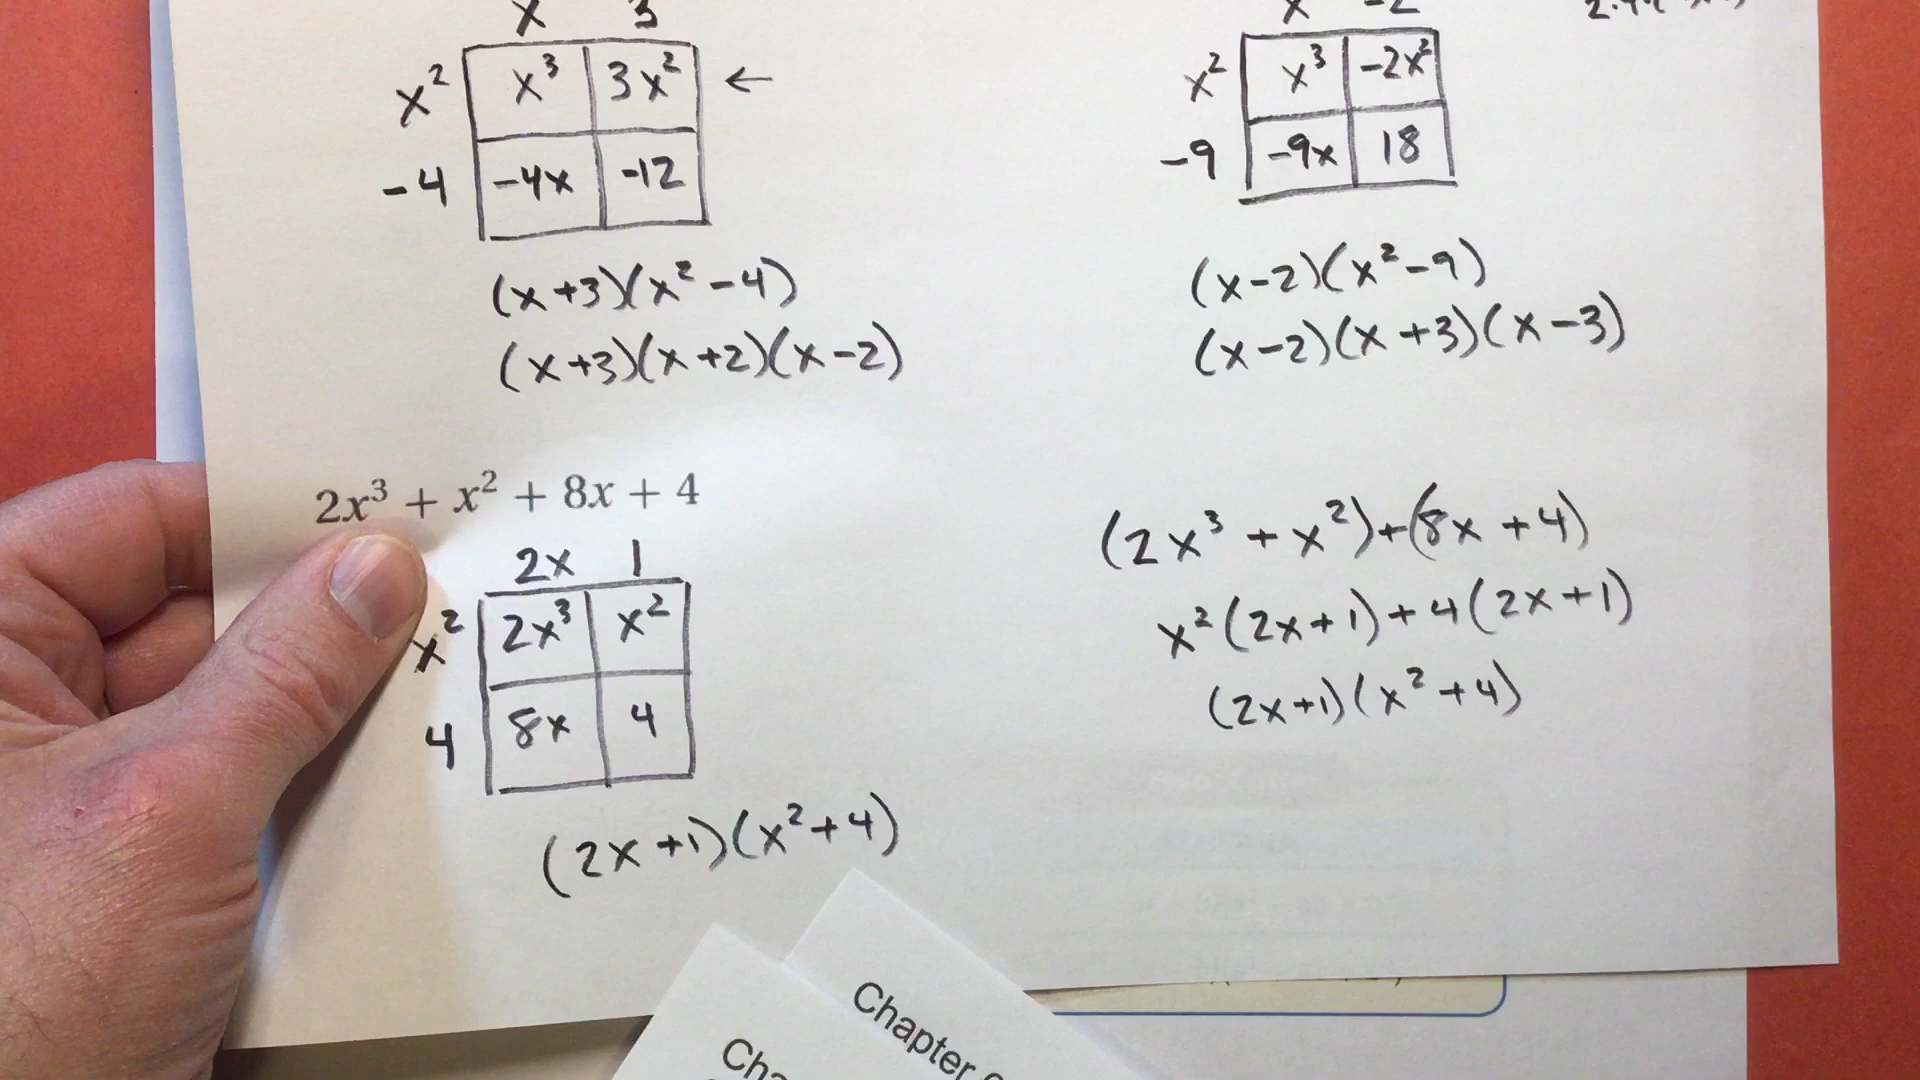 x 3
x² x³ 3x² ←
-4 -4x -12
(x+3)(x²-4)
(x+3)(x+2)(x-2)
x -2
x² x³ -2x²
-9 -9x 18
(x-2)(x²-9)
(x-2)(x+3)(x-3)
2x³ + x² + 8x + 4
2x 1
x² 2x³ x²
4 8x 4
(2x+1)(x²+4)
(2x³ + x²)+(8x + 4)
x²(2x+1)+4(2x+1)
(2x+1)(x²+4)
Chapter